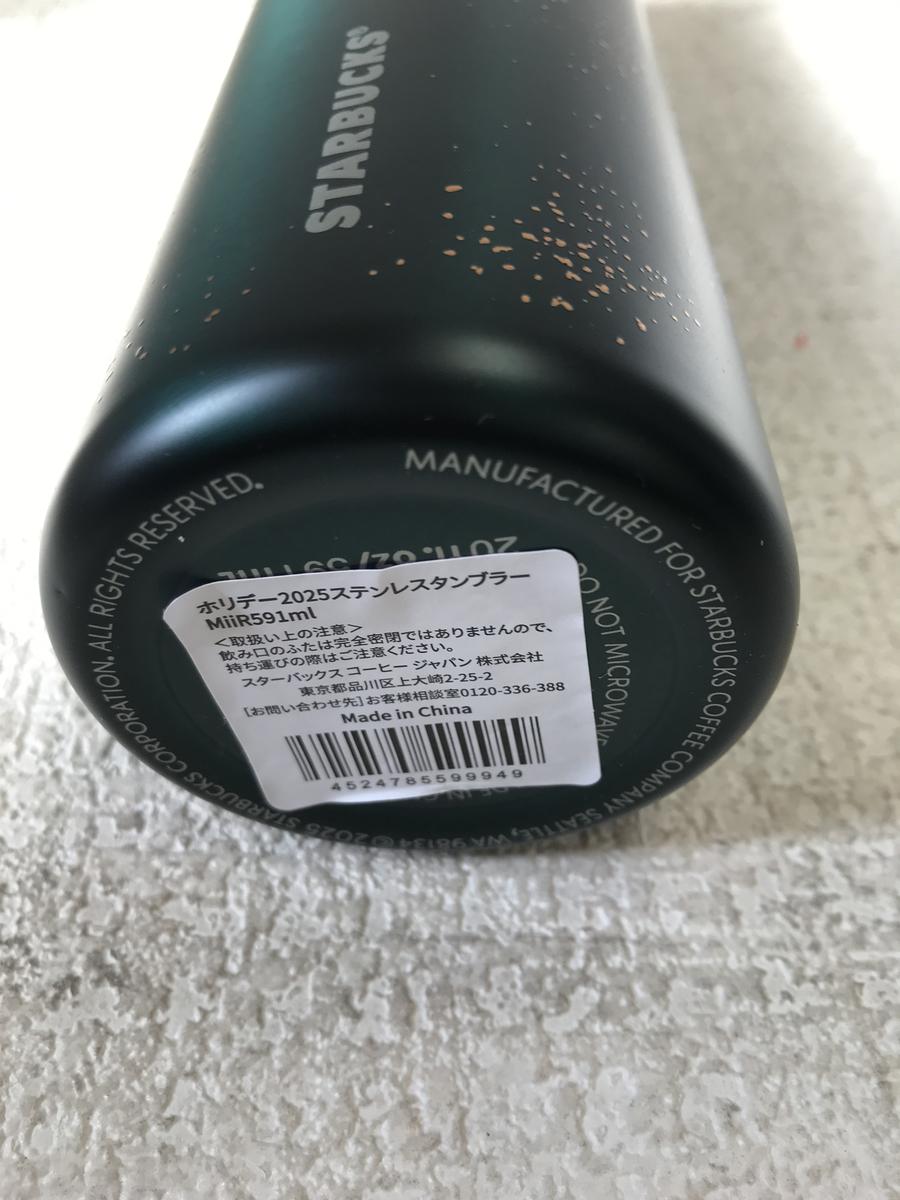 STARBUCKS®
MANUFACTURED FOR STARBUCKS COFFEE COMPANY SEATTLE, WA 98134 © 2025 STARBUCKS CORPORATION. ALL RIGHTS RESERVED.
20 fl. oz/ 591 ml
DO NOT MICROWAVE
ホリデー2025ステンレスタンブラー
MiiR591ml
<取扱い上の注意>
飲み口のふたは完全密閉ではありませんので、
持ち運びの際はご注意ください。
スターバックス コーヒー ジャパン 株式会社
東京都品川区上大崎2-25-2
[お問い合わせ先]お客様相談室0120-336-388
Made in China
4524785599949